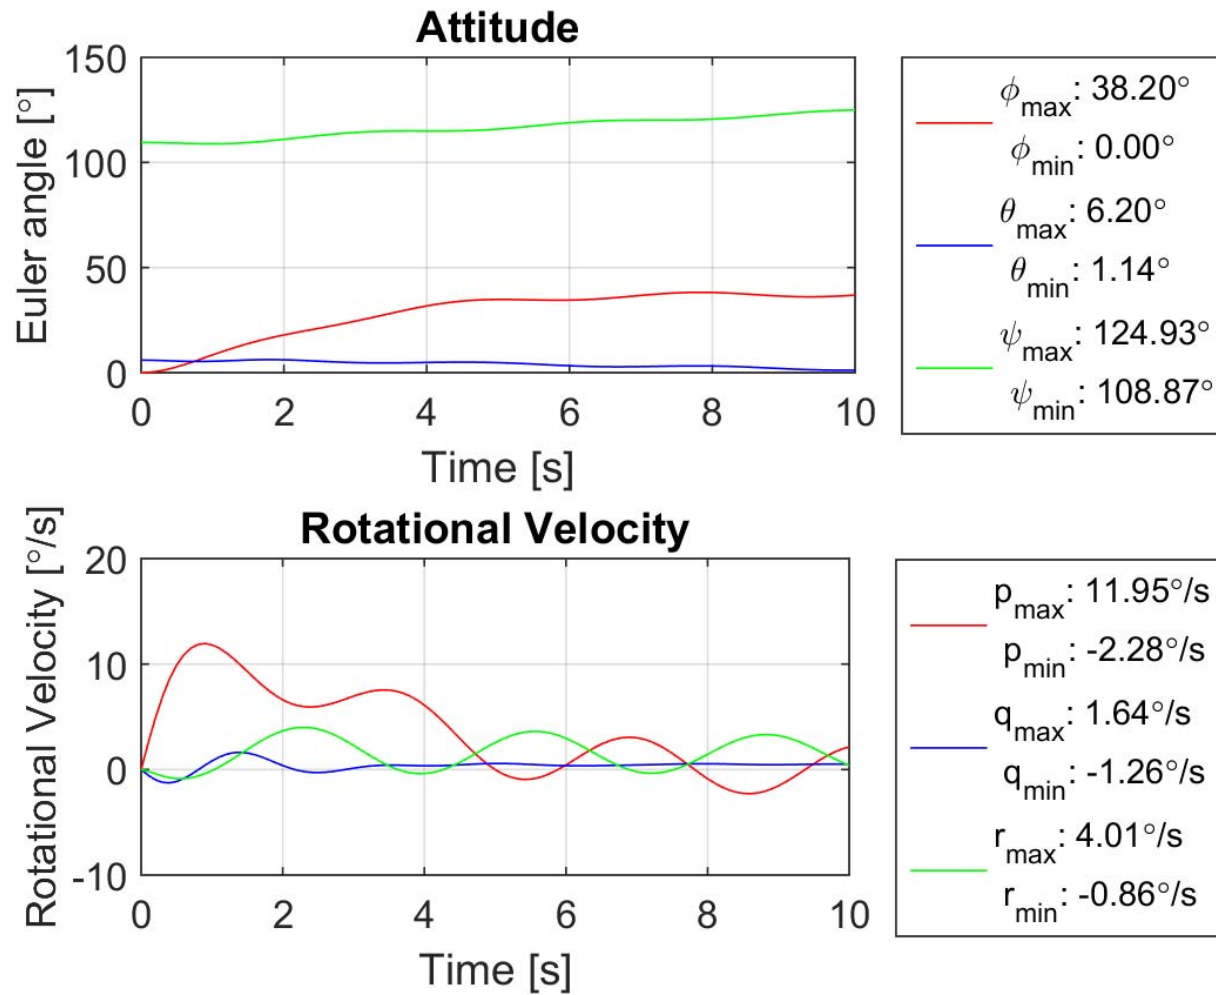 Attitude
Euler angle [°]
150
100
50
0
0 2 4 6 8 10
Time [s]
ϕmax: 38.20°
ϕmin: 0.00°
θmax: 6.20°
θmin: 1.14°
ψmax: 124.93°
ψmin: 108.87°
Rotational Velocity
Rotational Velocity [°/s]
20
10
0
-10
0 2 4 6 8 10
Time [s]
pmax: 11.95°/s
pmin: -2.28°/s
qmax: 1.64°/s
qmin: -1.26°/s
rmax: 4.01°/s
rmin: -0.86°/s